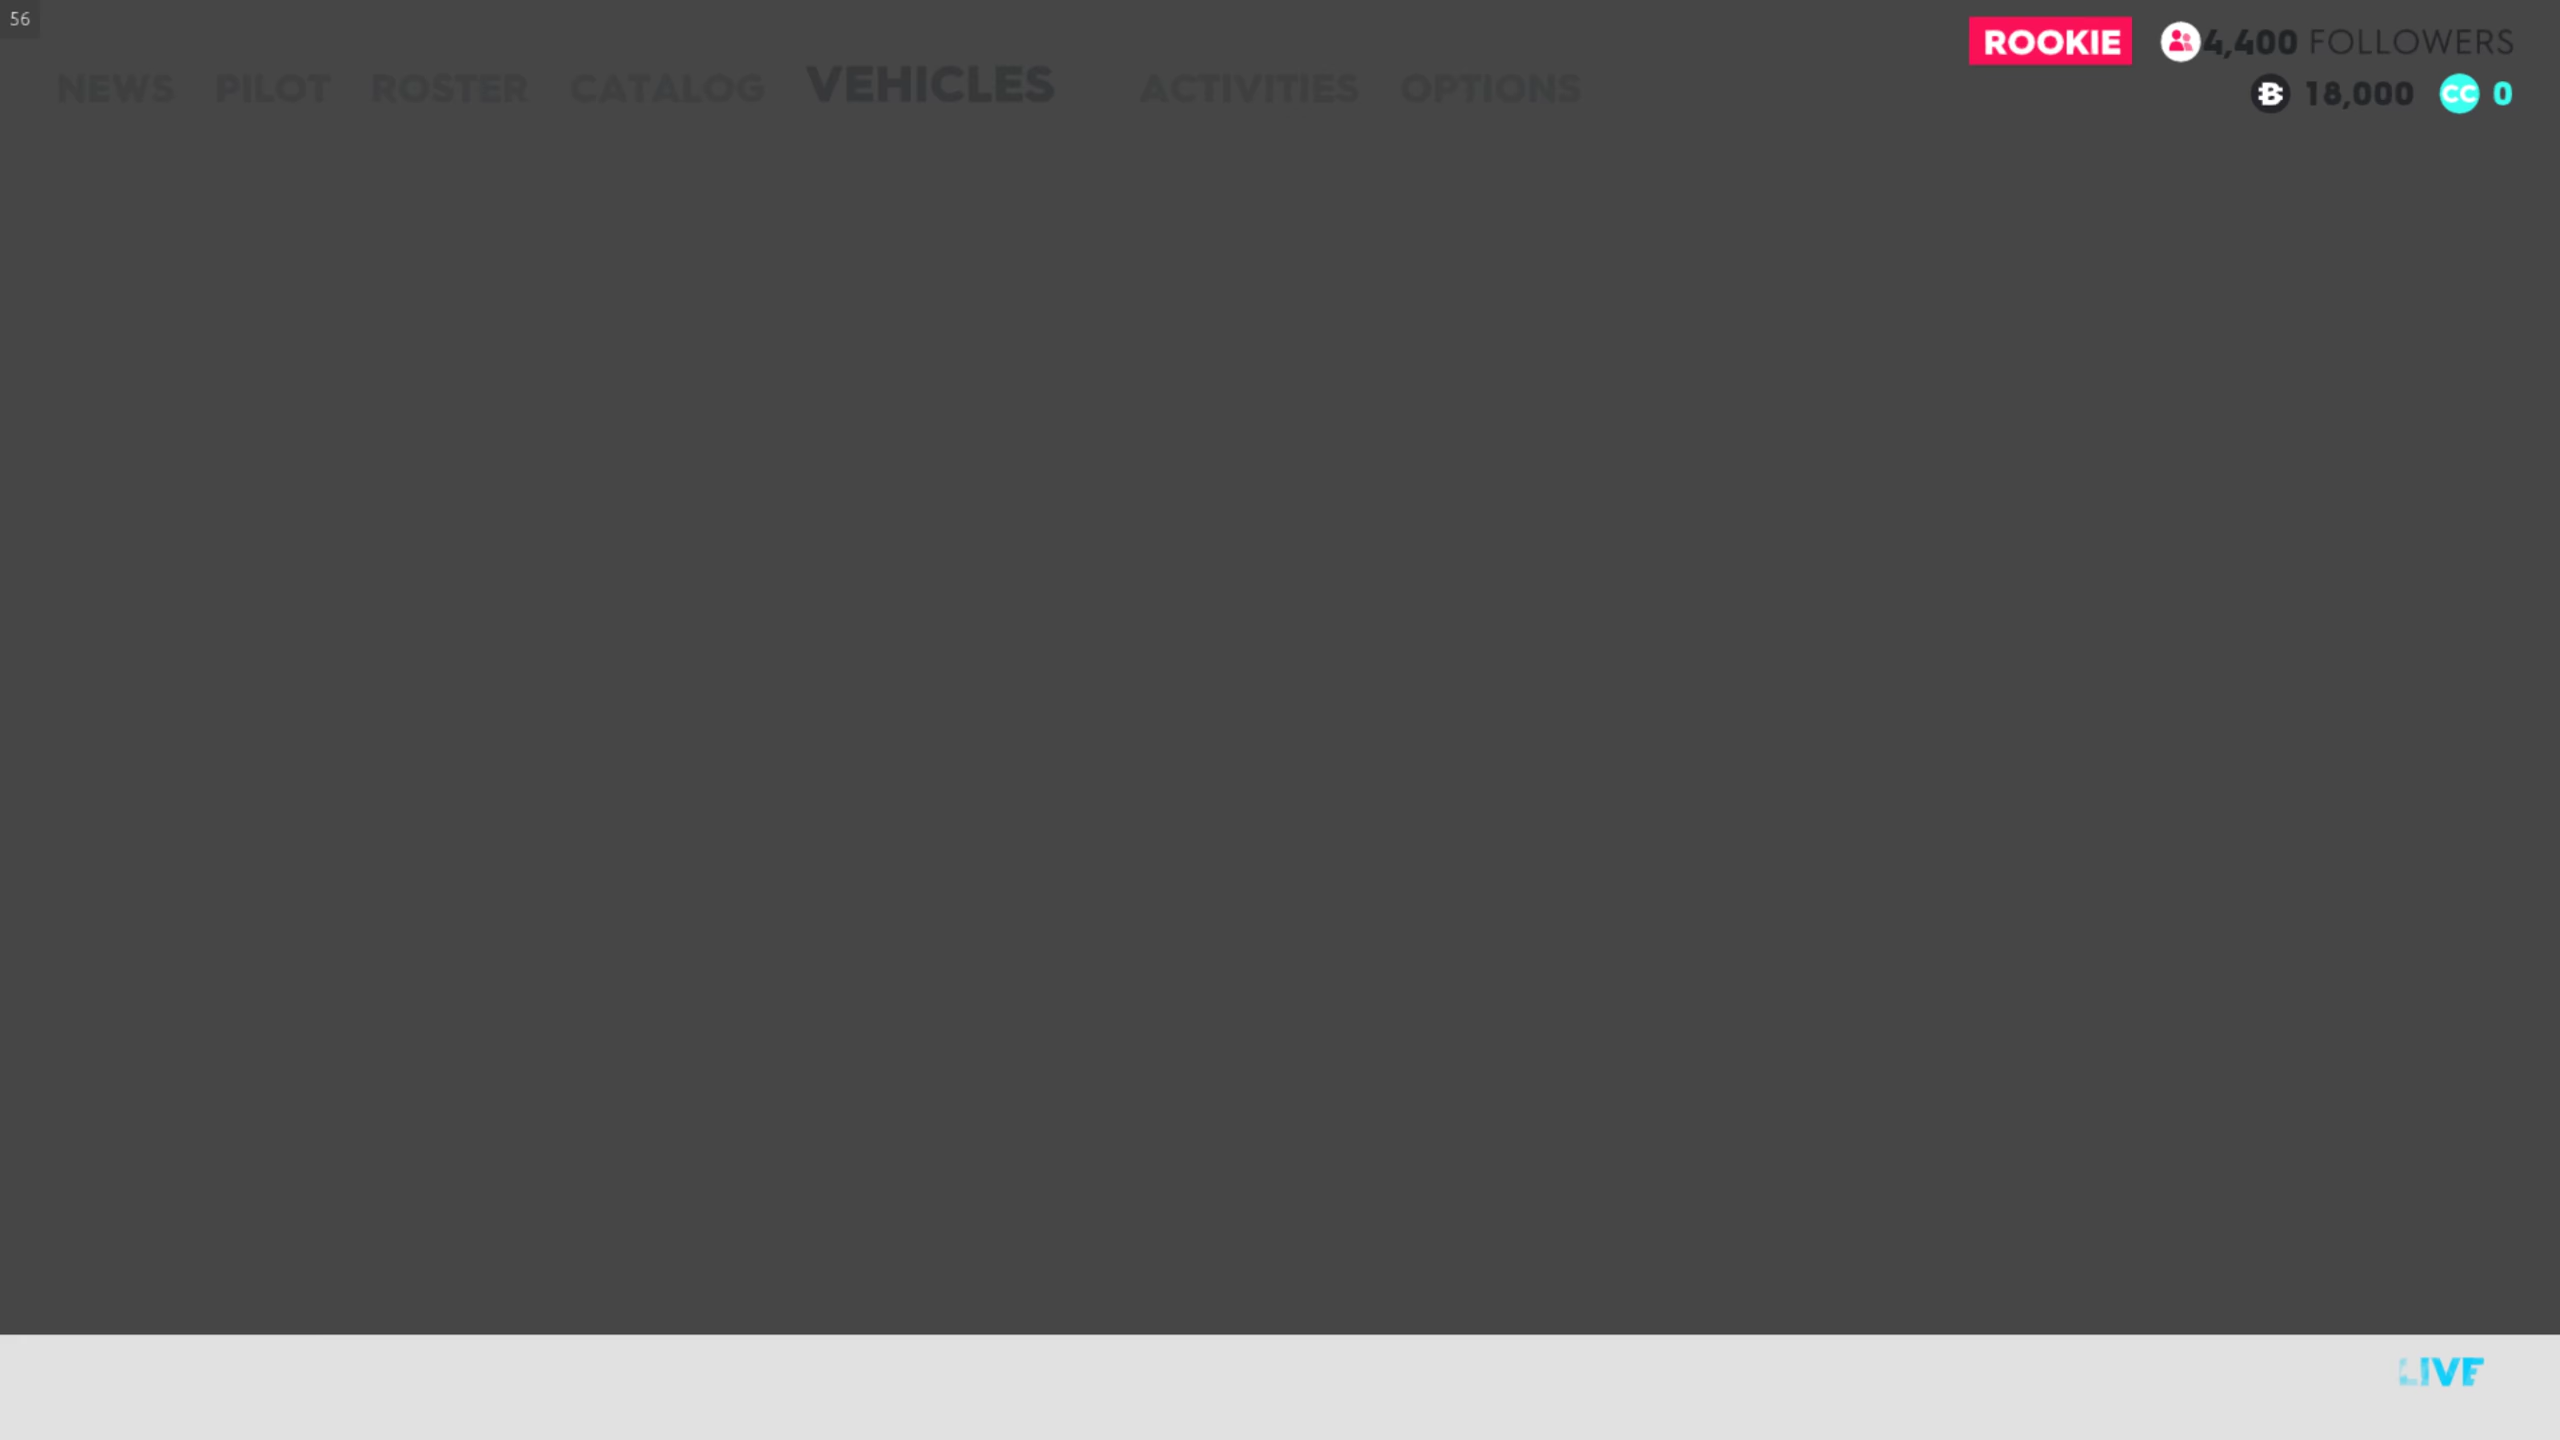 56
ROOKIE 4,400 FOLLOWERS
NEWS PILOT ROSTER CATALOG VEHICLES ACTIVITIES OPTIONS
18,000 CC 0
LIVE